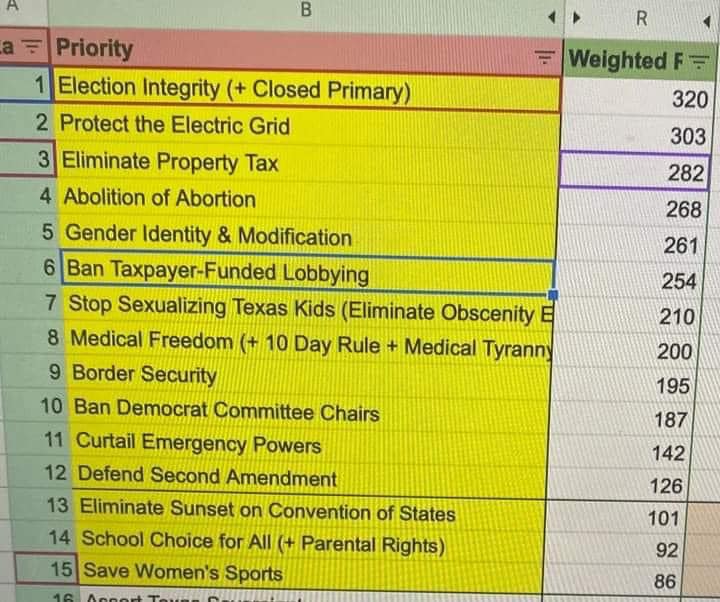 A B R
a Priority Weighted F
1 Election Integrity (+ Closed Primary) 320
2 Protect the Electric Grid 303
3 Eliminate Property Tax 282
4 Abolition of Abortion 268
5 Gender Identity & Modification 261
6 Ban Taxpayer-Funded Lobbying 254
7 Stop Sexualizing Texas Kids (Eliminate Obscenity E 210
8 Medical Freedom (+ 10 Day Rule + Medical Tyranny 200
9 Border Security 195
10 Ban Democrat Committee Chairs 187
11 Curtail Emergency Powers 142
12 Defend Second Amendment 126
13 Eliminate Sunset on Convention of States 101
14 School Choice for All (+ Parental Rights) 92
15 Save Women's Sports 86
16